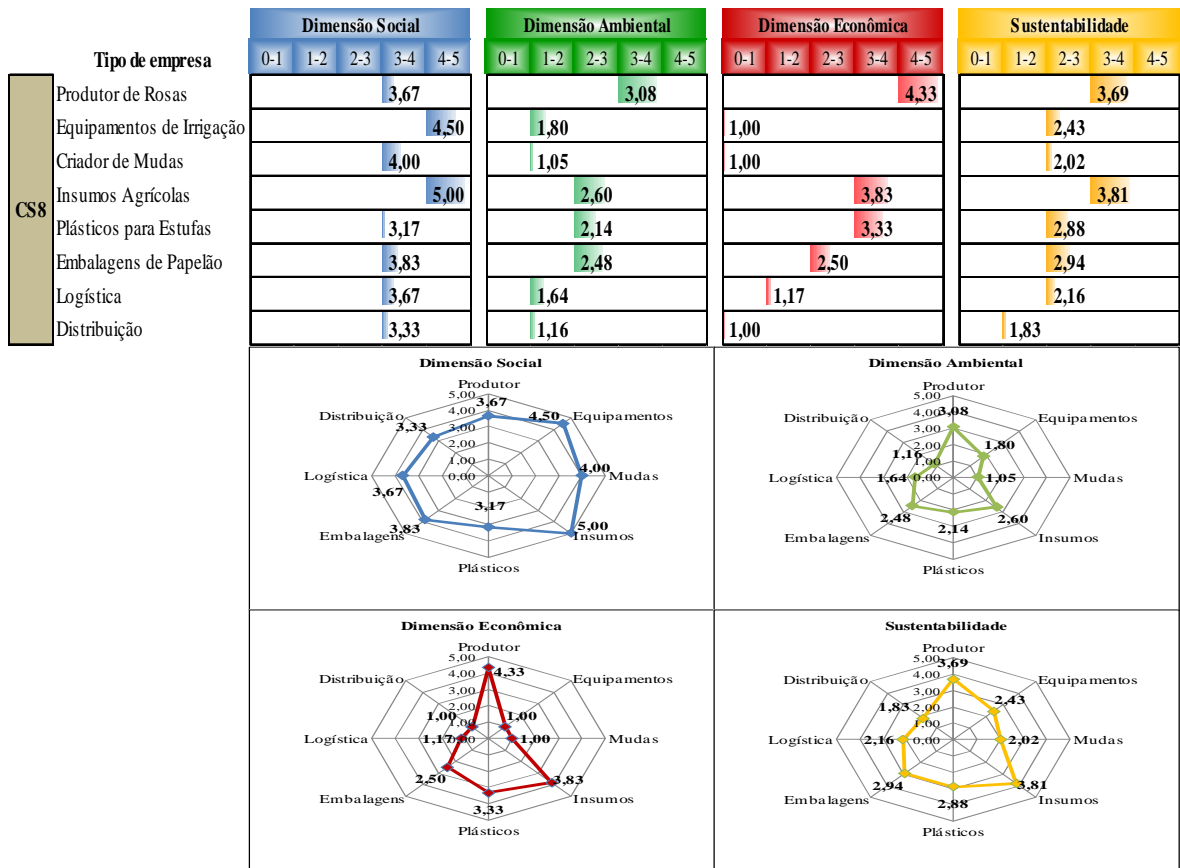 Dimensão Social Dimensão Ambiental Dimensão Econômica Sustentabilidade
Tipo de empresa 0-1 1-2 2-3 3-4 4-5 0-1 1-2 2-3 3-4 4-5 0-1 1-2 2-3 3-4 4-5 0-1 1-2 2-3 3-4 4-5
CS8
Produtor de Rosas 3,67 3,08 4,33 3,69
Equipamentos de Irrigação 4,50 1,80 1,00 2,43
Criador de Mudas 4,00 1,05 1,00 2,02
Insumos Agrícolas 5,00 2,60 3,83 3,81
Plásticos para Estufas 3,17 2,14 3,33 2,88
Embalagens de Papelão 3,83 2,48 2,50 2,94
Logística 3,67 1,64 1,17 2,16
Distribuição 3,33 1,16 1,00 1,83
Dimensão Social
Produtor
5,00
4,00
3,00
2,00
1,00
0,00
3,67
Equipamentos
4,50
Mudas
4,00
Insumos
5,00
Plásticos
3,17
Embalagens
3,83
Logística
3,67
Distribuição
3,33
Dimensão Ambiental
Produtor
5,00
4,00
3,00
2,00
1,00
0,00
3,08
Equipamentos
1,80
Mudas
1,05
Insumos
2,60
Plásticos
2,14
Embalagens
2,48
Logística
1,64
Distribuição
1,16
Dimensão Econômica
Produtor
5,00
4,00
3,00
2,00
1,00
0,00
4,33
Equipamentos
1,00
Mudas
1,00
Insumos
3,83
Plásticos
3,33
Embalagens
2,50
Logística
1,17
Distribuição
1,00
Sustentabilidade
Produtor
5,00
4,00
3,00
2,00
1,00
0,00
3,69
Equipamentos
2,43
Mudas
2,02
Insumos
3,81
Plásticos
2,88
Embalagens
2,94
Logística
2,16
Distribuição
1,83